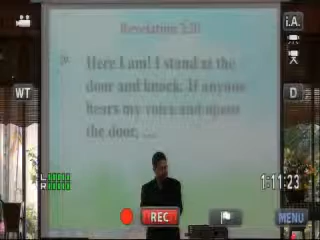 Revelation 3:20
i.A.
Here I am! I stand at the
door and knock. If anyone
WT
hears my voice and opens
D
the door, ....
L
R
1:11:23
REC
MENU